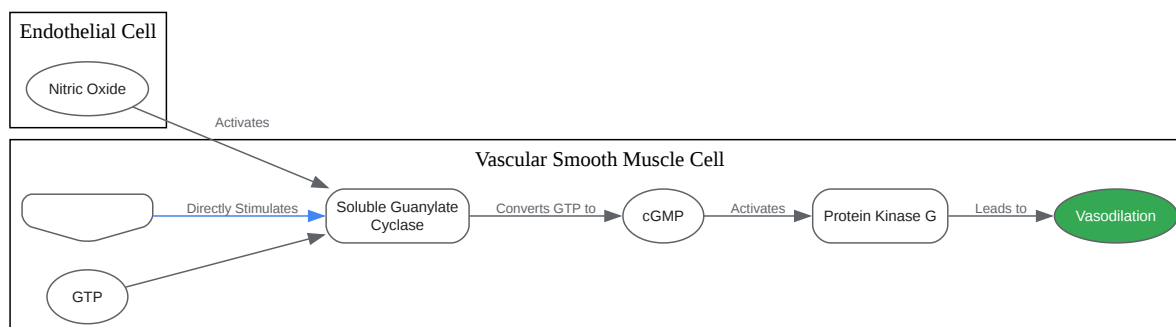 Endothelial Cell
Nitric Oxide
Activates
Vascular Smooth Muscle Cell
Directly Stimulates
Soluble Guanylate
Cyclase
Converts GTP to
cGMP
Activates
Protein Kinase G
Leads to
Vasodilation
GTP